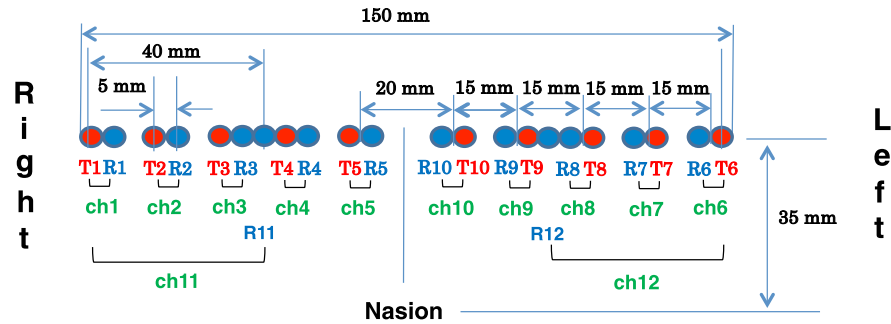 150 mm
40 mm
5 mm
20 mm 15 mm 15 mm 15 mm 15 mm
Right
Left
T1 R1 T2 R2 T3 R3 T4 R4 T5 R5 R10 T10 R9 T9 R8 T8 R7 T7 R6 T6
ch1 ch2 ch3 ch4 ch5 ch10 ch9 ch8 ch7 ch6
R11 R12
35 mm
ch11 ch12
Nasion